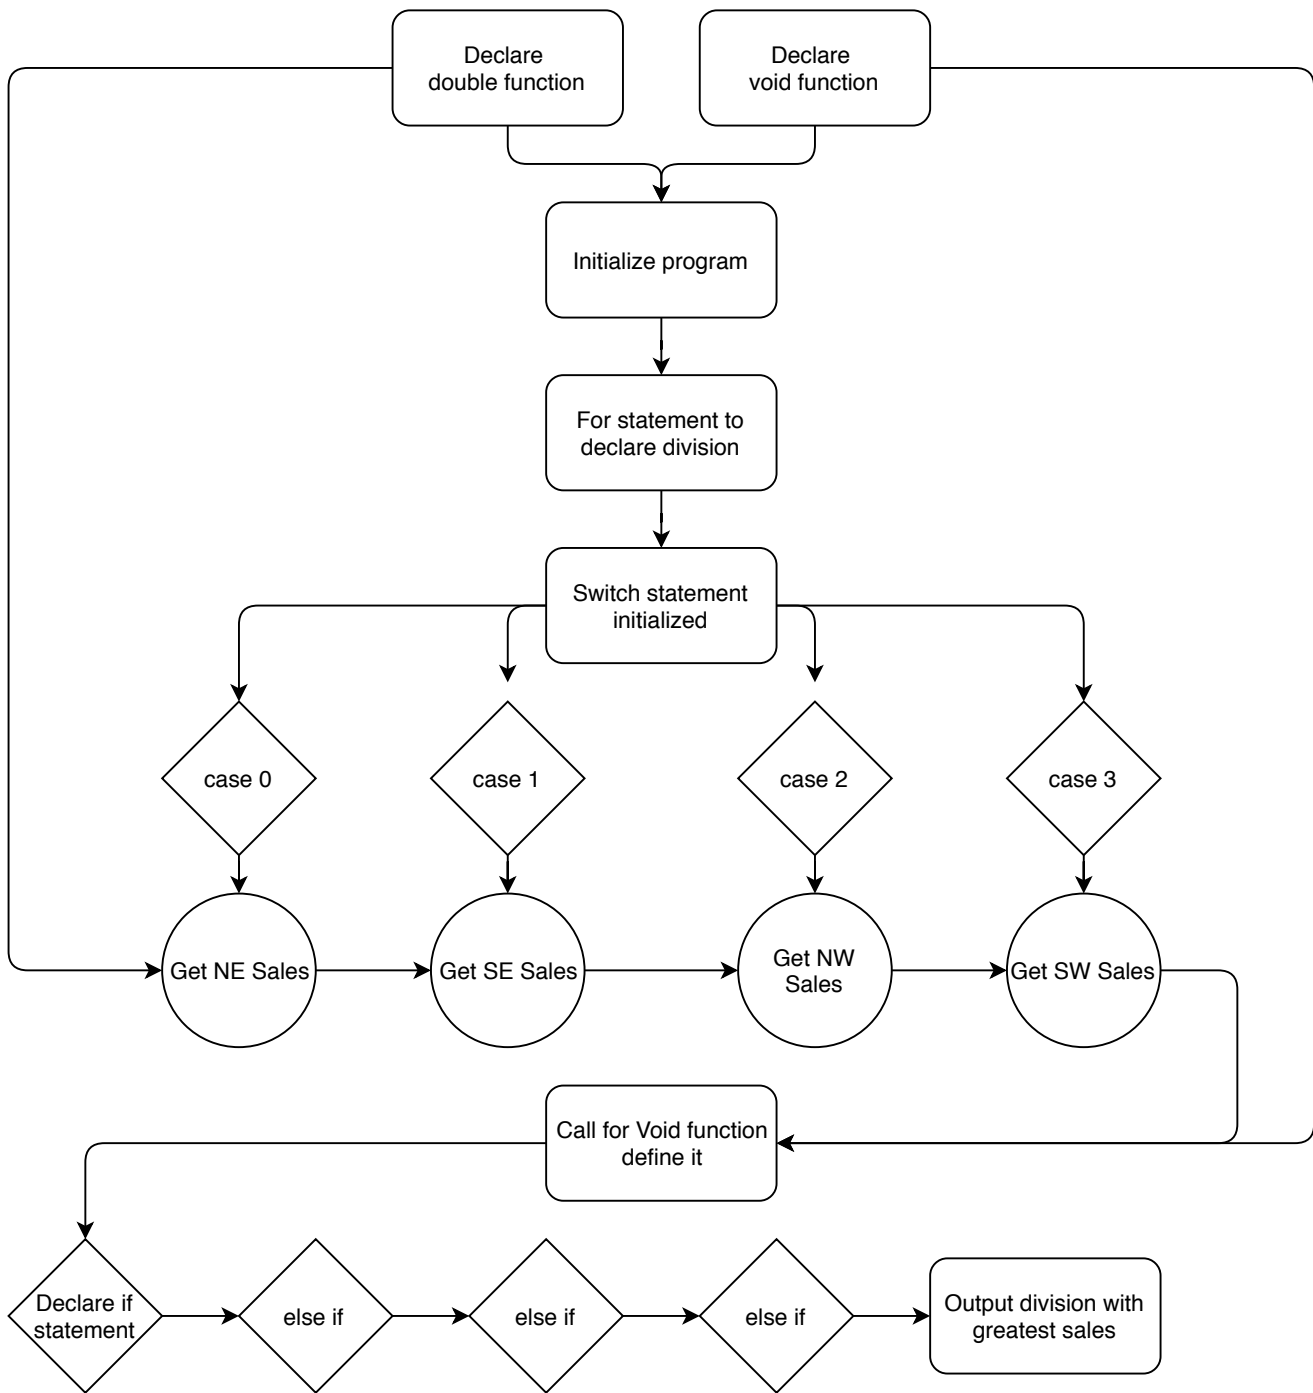 Declare
double function
Declare
void function
Initialize program
For statement to
declare division
Switch statement
initialized
case 0
case 1
case 2
case 3
Get NE Sales
Get SE Sales
Get NW
Sales
Get SW Sales
Call for Void function
define it
Declare if
statement
else if
else if
else if
Output division with
greatest sales